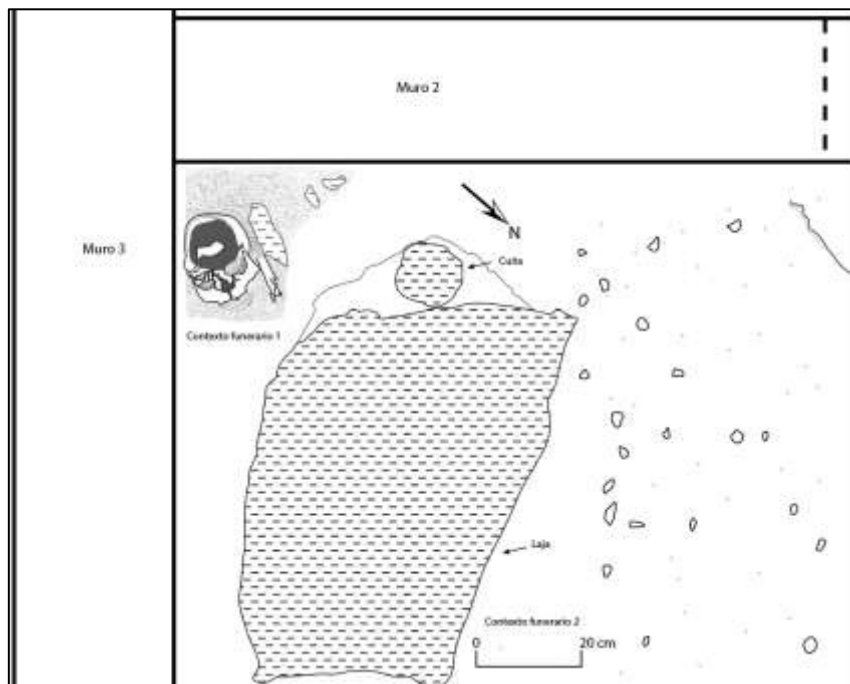 Muro 2
Muro 3
N
Cuña
Contexto funerario 1
Laja
Contexto funerario 2
0
20 cm